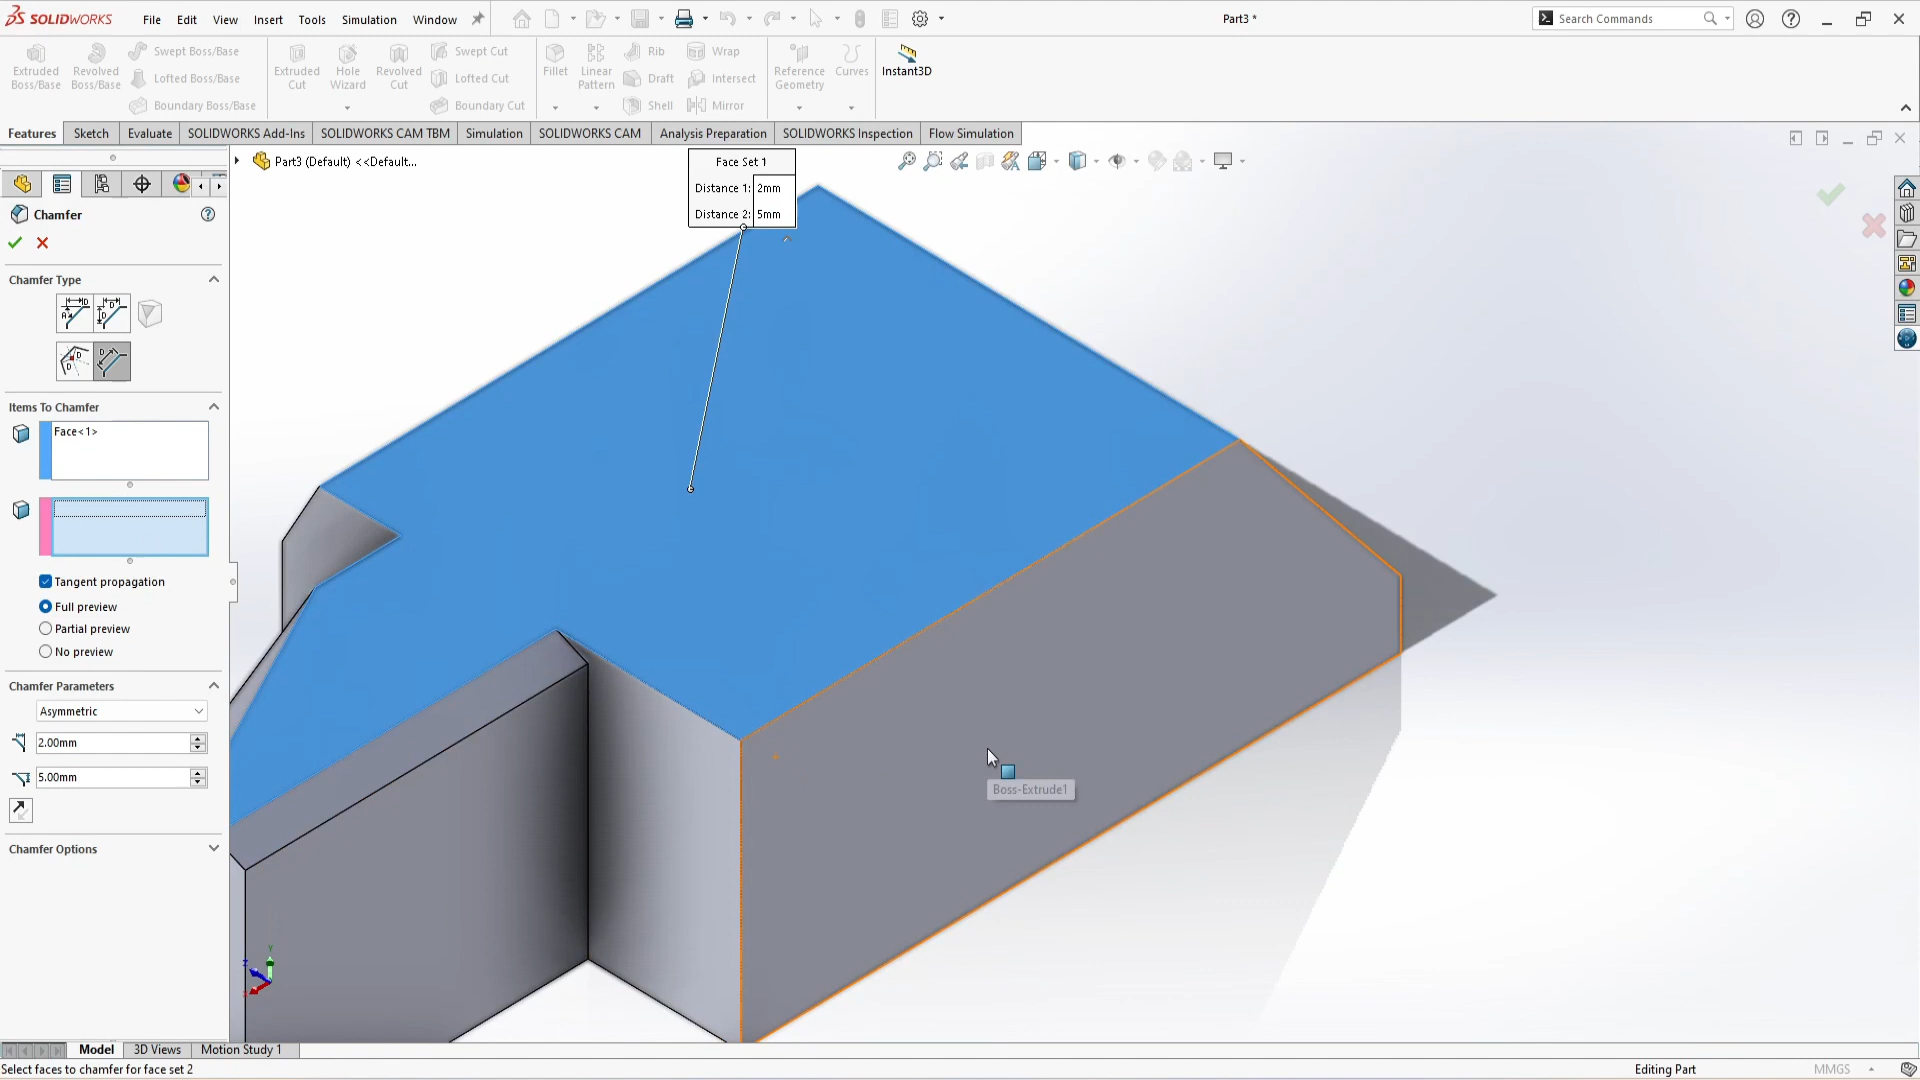 SOLIDWORKS File Edit View Insert Tools Simulation Window Part3 * Search Commands
Extruded Boss/Base
Revolved Boss/Base
Swept Boss/Base
Lofted Boss/Base
Boundary Boss/Base
Extruded Cut
Hole Wizard
Revolved Cut
Swept Cut
Lofted Cut
Boundary Cut
Fillet
Linear Pattern
Rib
Draft
Shell
Wrap
Intersect
Mirror
Reference Geometry
Curves
Instant3D
Features Sketch Evaluate SOLIDWORKS Add-Ins SOLIDWORKS CAM TBM Simulation SOLIDWORKS CAM Analysis Preparation SOLIDWORKS Inspection Flow Simulation
Part3 (Default) <<Default...
Face Set 1
Distance 1: 2mm
Distance 2: 5mm
Chamfer
Chamfer Type
Items To Chamfer
Face<1>
Tangent propagation
Full preview
Partial preview
No preview
Chamfer Parameters
Asymmetric
2.00mm
5.00mm
Chamfer Options
Boss-Extrude1
Model 3D Views Motion Study 1
Select faces to chamfer for face set 2 Editing Part MMGS